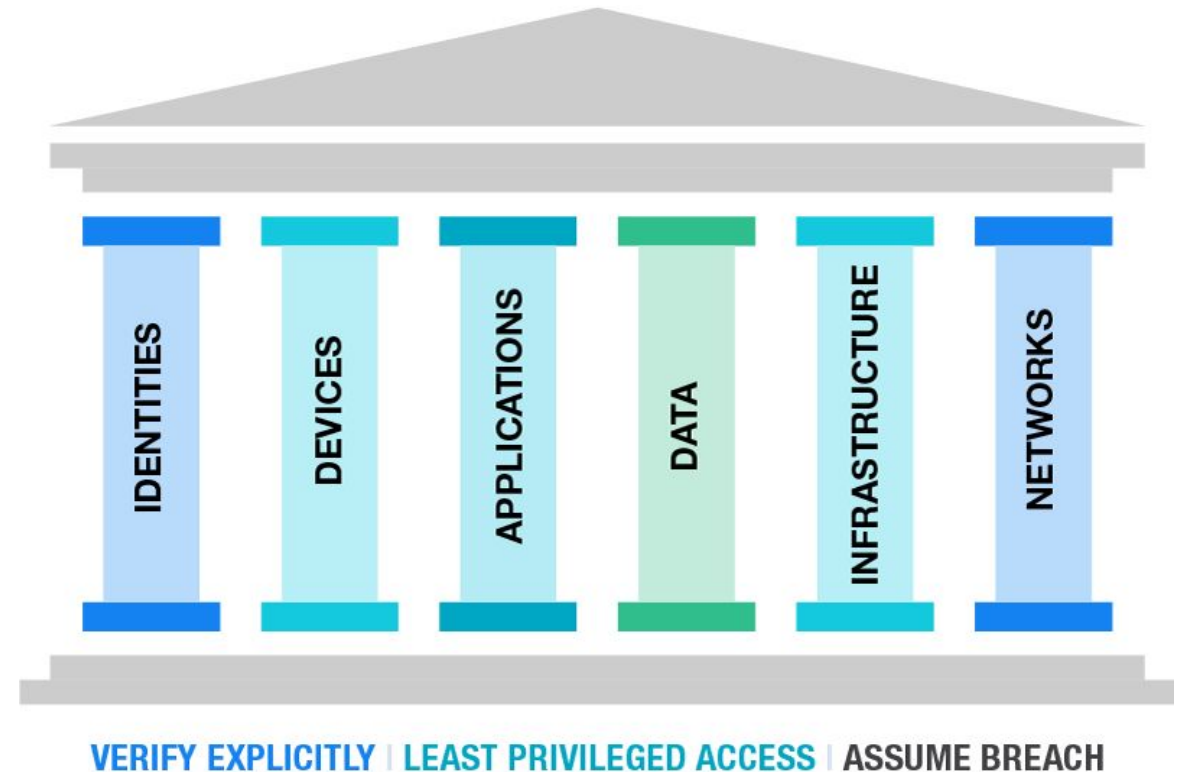 IDENTITIES
DEVICES
APPLICATIONS
DATA
INFRASTRUCTURE
NETWORKS
VERIFY EXPLICITLY | LEAST PRIVILEGED ACCESS | ASSUME BREACH